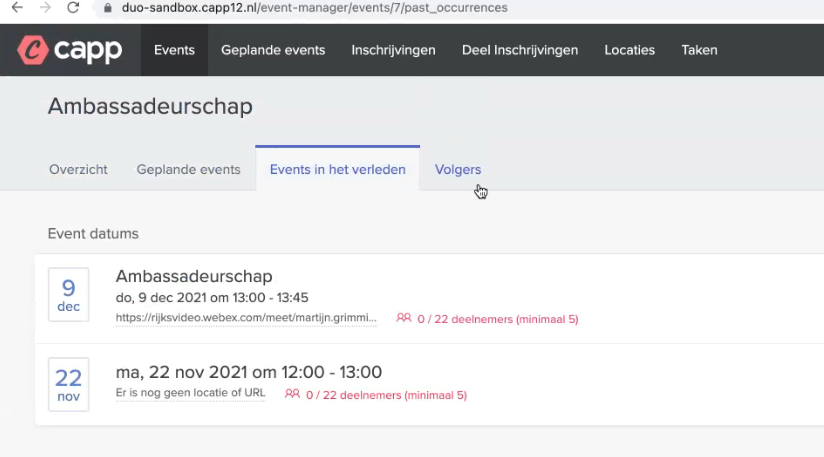 duo-sandbox.capp12.nl/event-manager/events/7/past_occurrences
capp Events Geplande events Inschrijvingen Deel Inschrijvingen Locaties Taken
Ambassadeurschap
Overzicht Geplande events Events in het verleden Volgers
Event datums
9 dec
Ambassadeurschap
do, 9 dec 2021 om 13:00 - 13:45
https://rijksvideo.webex.com/meet/martijn.grimmi... 0 / 22 deelnemers (minimaal 5)
22 nov
ma, 22 nov 2021 om 12:00 - 13:00
Er is nog geen locatie of URL 0 / 22 deelnemers (minimaal 5)